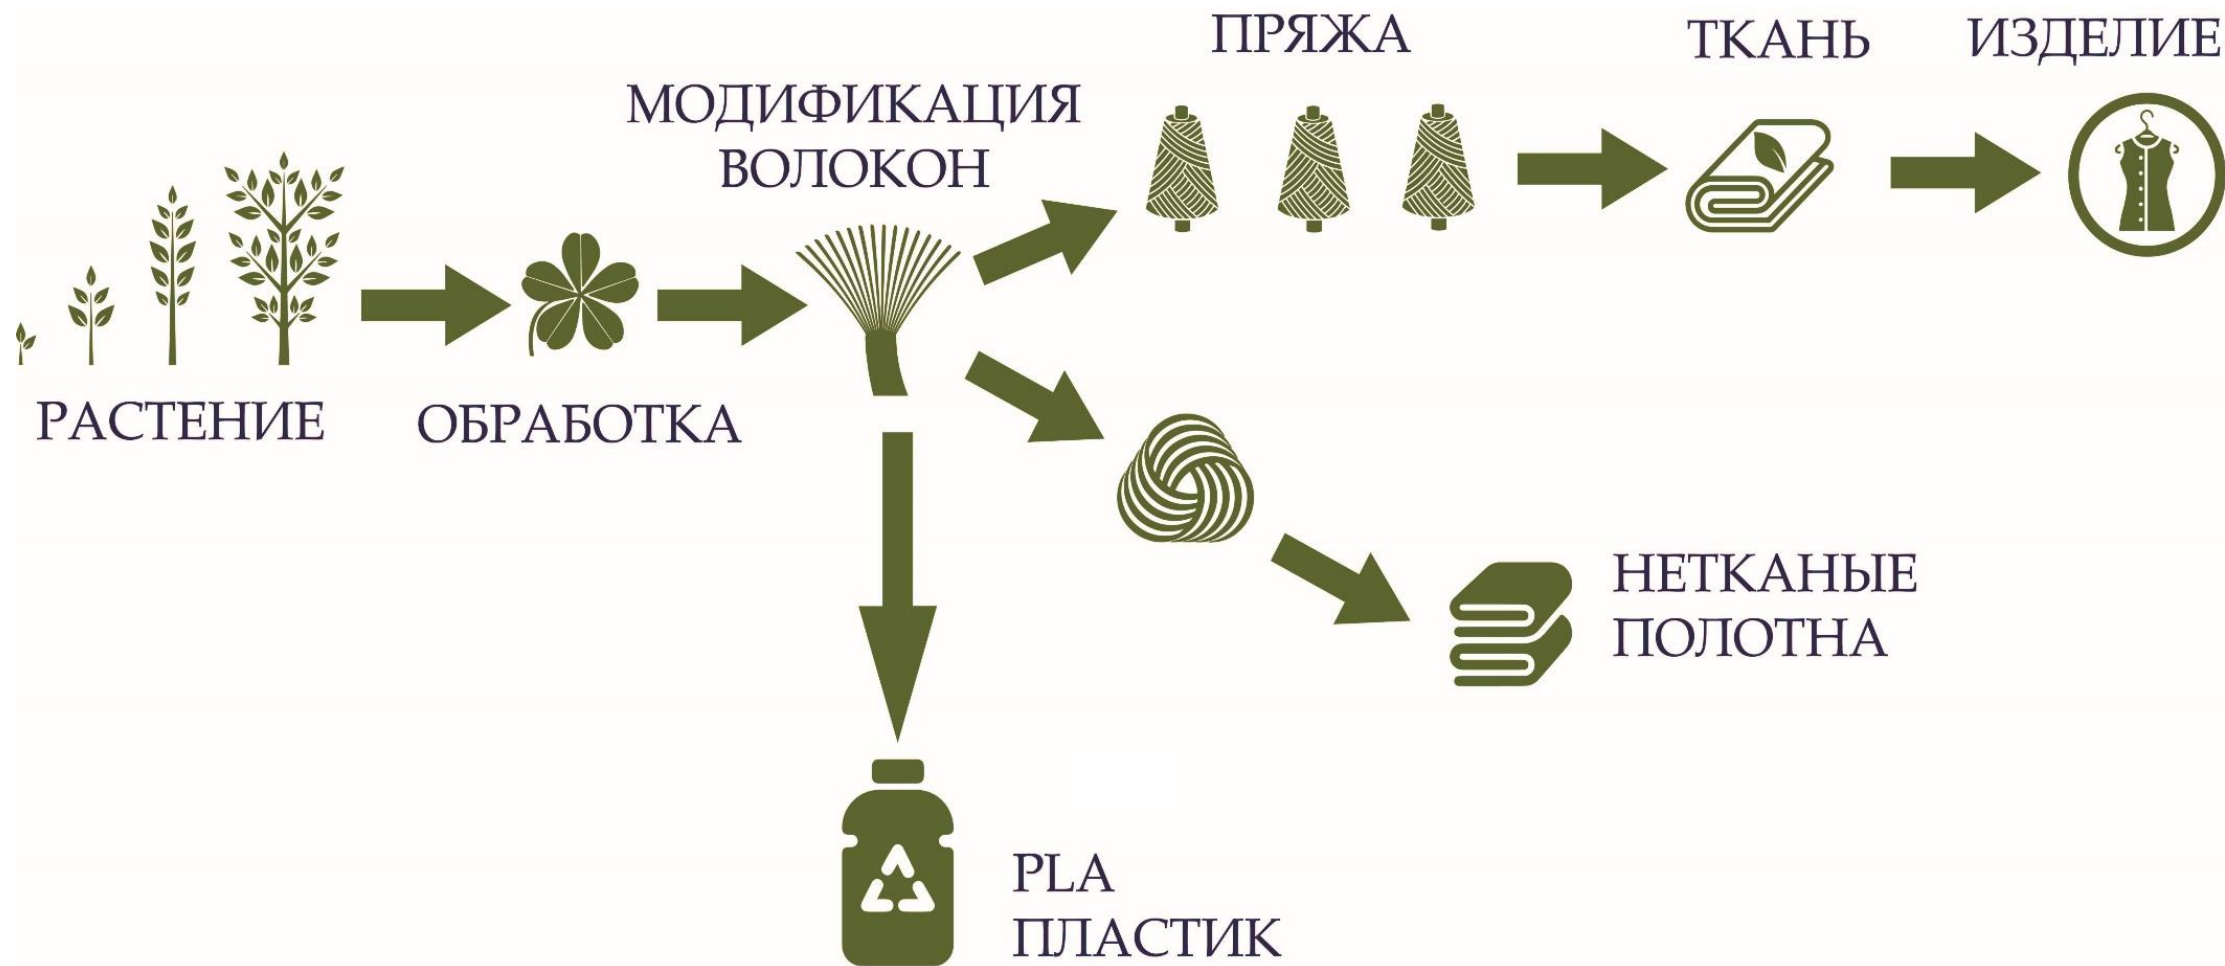 РАСТЕНИЕ
ОБРАБОТКА
МОДИФИКАЦИЯ
ВОЛОКОН
ПРЯЖА
ТКАНЬ
ИЗДЕЛИЕ
НЕТКАНЫЕ
ПОЛОТНА
PLA
ПЛАСТИК